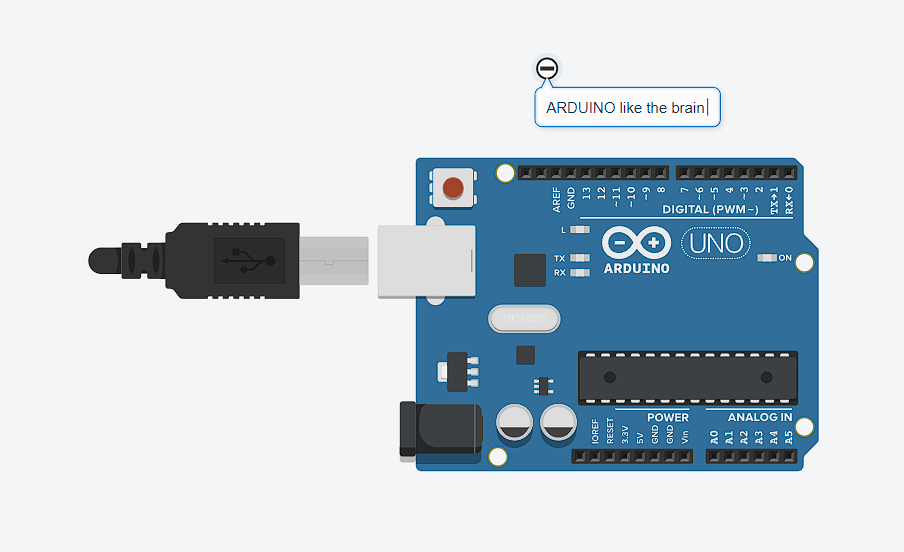 ARDUINO like the brain
AREF
GND
13
12
~11
~10
~9
8
7
~6
~5
4
~3
2
TX→1
RX←0
DIGITAL (PWM~)
L
TX
RX
ARDUINO
UNO
ON
POWER
ANALOG IN
IOREF
RESET
3.3V
5V
GND
GND
Vin
A0
A1
A2
A3
A4
A5